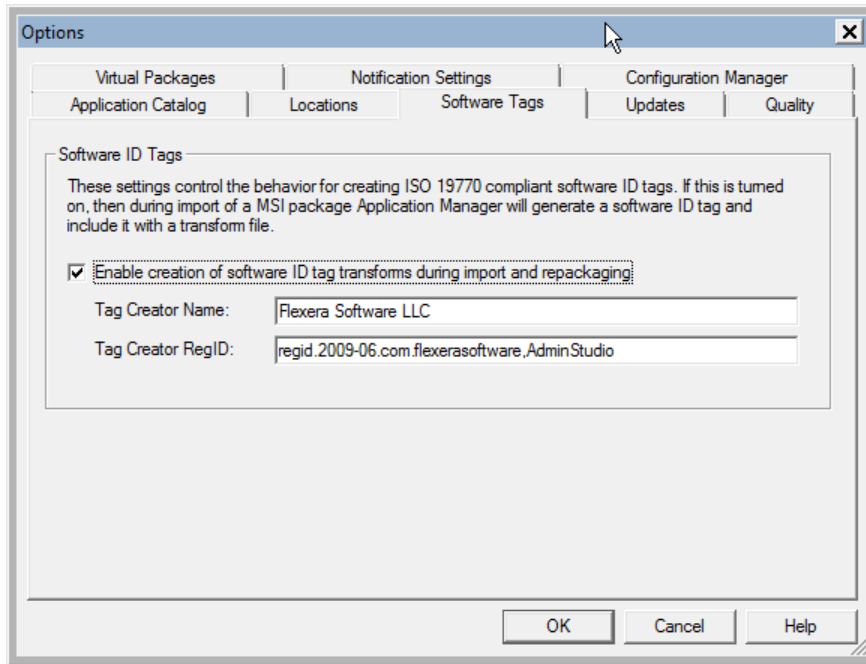 Options
Virtual Packages
Notification Settings
Configuration Manager
Application Catalog
Locations
Software Tags
Updates
Quality
Software ID Tags
These settings control the behavior for creating ISO 19770 compliant software ID tags. If this is turned
on, then during import of a MSI package Application Manager will generate a software ID tag and
include it with a transform file.
Enable creation of software ID tag transforms during import and repackaging
Tag Creator Name:
Flexera Software LLC
Tag Creator RegID:
regid.2009-06.com.flexerasoftware,AdminStudio
OK
Cancel
Help